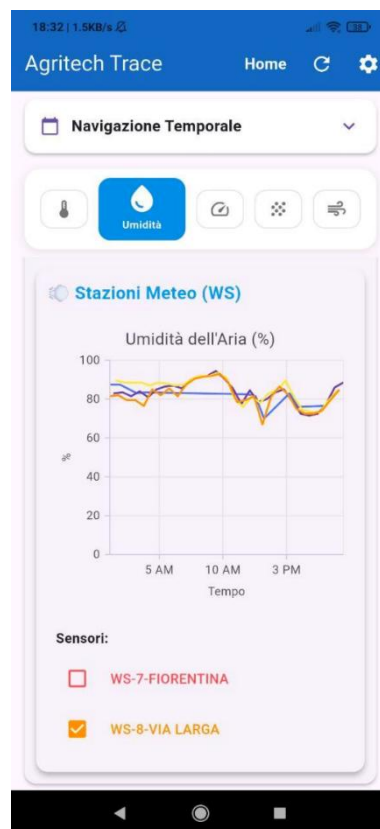 18:32 | 1.5KB/s
38
Agritech Trace Home
Navigazione Temporale
Umidità
Stazioni Meteo (WS)
Umidità dell'Aria (%)
100
80
60
40
20
0
%
5 AM 10 AM 3 PM
Tempo
Sensori:
WS-7-FIORENTINA
WS-8-VIA LARGA